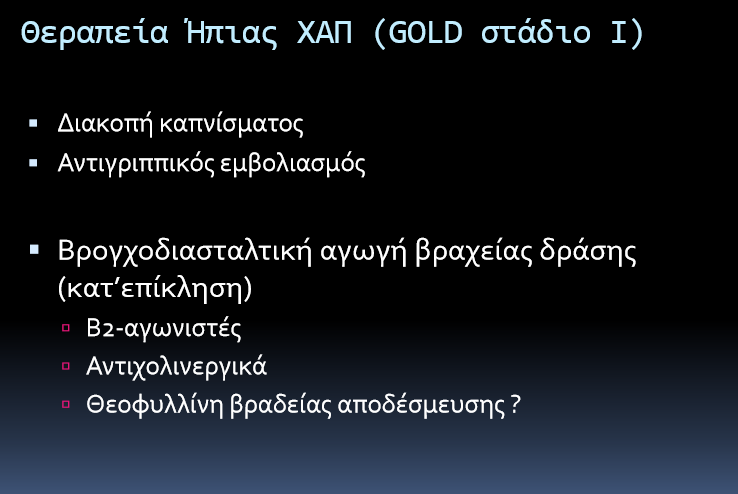 Θεραπεία Ήπιας ΧΑΠ (GOLD στάδιο Ι)
Διακοπή καπνίσματος
Αντιγριππικός εμβολιασμός
Βρογχοδιασταλτική αγωγή βραχείας δράσης
(κατ’επίκληση)
Β2-αγωνιστές
Αντιχολινεργικά
Θεοφυλλίνη βραδείας αποδέσμευσης ?